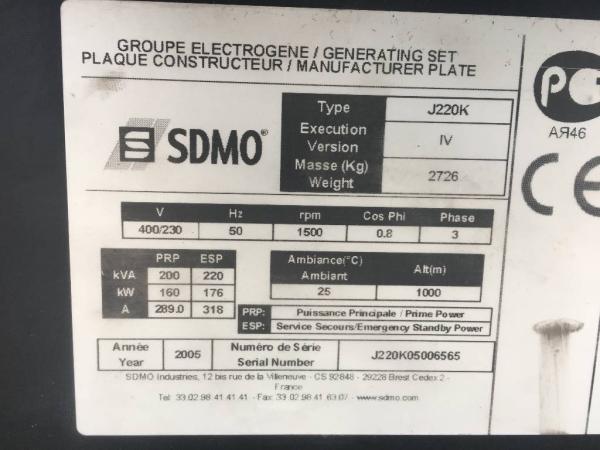 GROUPE ELECTROGENE / GENERATING SET
PLAQUE CONSTRUCTEUR / MANUFACTURER PLATE
SDMO®
Type J220K
Execution Version IV
Masse (Kg) Weight 2726
V Hz rpm Cos Phi Phase
400/230 50 1500 0.8 3
PRP ESP
kVA 200 220
kW 160 176
A 289.0 318
Ambiance(°C) Ambiant Alt(m)
25 1000
PRP: Puissance Principale / Prime Power
ESP: Service Secours/Emergency Standby Power
Année Year 2005 Numéro de Série Serial Number J220K05006565
SDMO Industries, 12 bis rue de la Villeneuve - CS 92848 - 29228 Brest Cedex 2 -
France
Tel: 33.02.98 41 41 41 - Fax: 33 02.98 41 63.07 - www.sdmo.com
АЯ46
CE